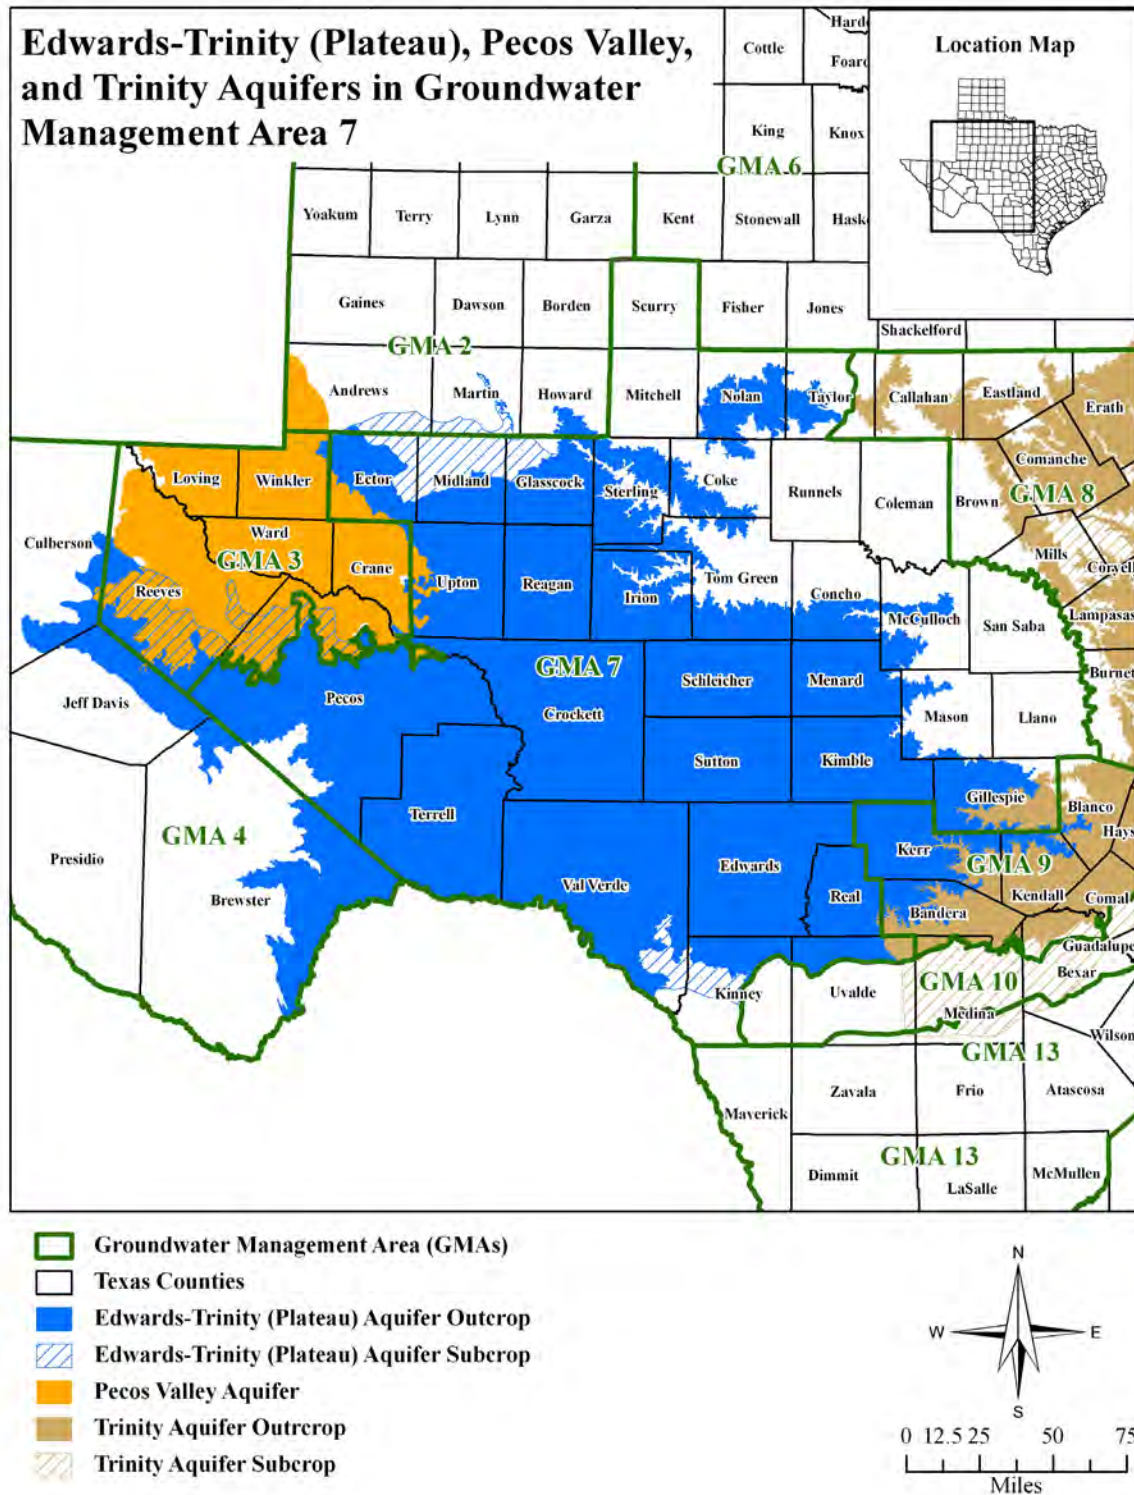 Edwards-Trinity (Plateau), Pecos Valley,
and Trinity Aquifers in Groundwater
Management Area 7
Location Map
Cottle
Hard
Foard
King
Knox
GMA 6
Yoakum
Terry
Lynn
Garza
Kent
Stonewall
Hask
Gaines
Dawson
Borden
Scurry
Fisher
Jones
Shackelford
GMA 2
Andrews
Martin
Howard
Mitchell
Nolan
Taylor
Callahan
Eastland
Erath
Comanche
Loving
Winkler
Ector
Midland
Glasscock
Sterling
Coke
Runnels
Coleman
Brown
GMA 8
Culberson
Ward
GMA 3
Crane
Mills
Coryell
Reeves
Upton
Reagan
Irion
Tom Green
Concho
McCulloch
San Saba
Lampasas
Burnet
GMA 7
Jeff Davis
Pecos
Crockett
Schleicher
Menard
Mason
Llano
Sutton
Kimble
Terrell
Gillespie
Blanco
Hays
GMA 4
Presidio
Brewster
Val Verde
Edwards
Real
Kerr
GMA 9
Kendall
Comal
Bandera
Guadalupe
Bexar
GMA 10
Kinney
Uvalde
Medina
Wilson
GMA 13
Maverick
Zavala
Frio
Atascosa
Dimmit
GMA 13
LaSalle
McMullen
Groundwater Management Area (GMAs)
Texas Counties
Edwards-Trinity (Plateau) Aquifer Outcrop
Edwards-Trinity (Plateau) Aquifer Subcrop
Pecos Valley Aquifer
Trinity Aquifer Outrcrop
Trinity Aquifer Subcrop
N
W
E
S
0 12.5 25 50 75
Miles